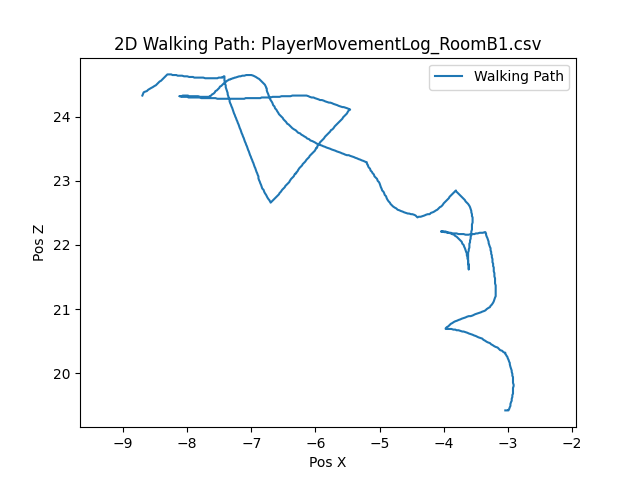 2D Walking Path: PlayerMovementLog_RoomB1.csv
Walking Path
24
23
22
21
20
Pos Z
−9 −8 −7 −6 −5 −4 −3 −2
Pos X